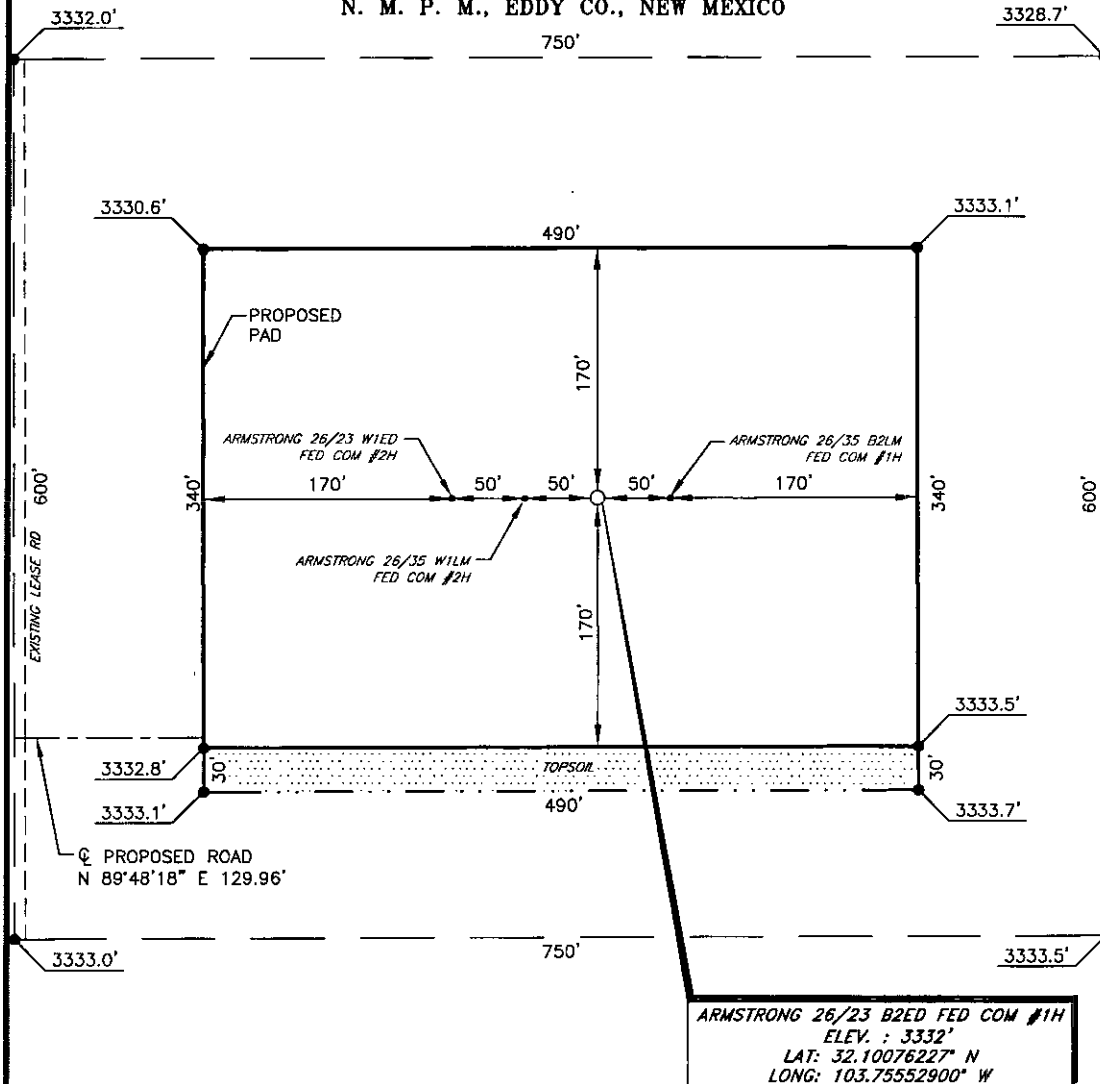 N. M. P. M., EDDY CO., NEW MEXICO
3332.0'
3328.7'
750'
3330.6'
3333.1'
490'
PROPOSED
PAD
170'
ARMSTRONG 26/23 W1ED
FED COM #2H
ARMSTRONG 26/35 B2LM
FED COM #1H
600'
340'
170'
50'
50'
50'
170'
340'
600'
EXISTING LEASE RD
ARMSTRONG 26/35 W1LM
FED COM #2H
170'
3333.5'
3332.8'
30'
TOPSOIL
30'
490'
3333.1'
3333.7'
℄ PROPOSED ROAD
N 89°48'18" E 129.96'
750'
3333.0'
3333.5'
ARMSTRONG 26/23 B2ED FED COM #1H
ELEV. : 3332'
LAT: 32.10076227° N
LONG: 103.75552900° W